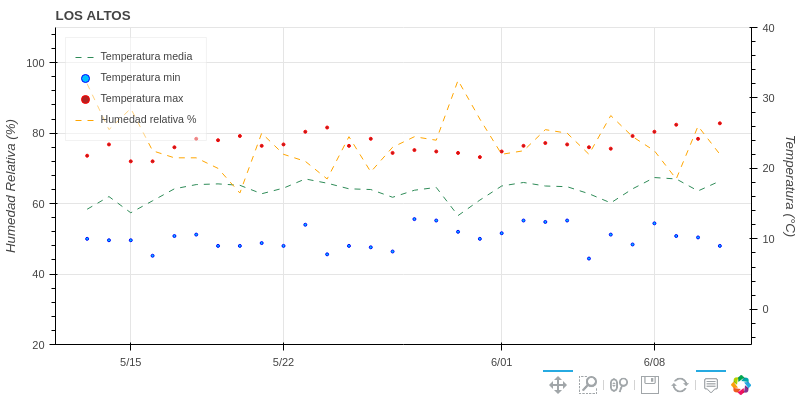 LOS ALTOS
Temperatura media
Temperatura min
Temperatura max
Humedad relativa %
Humedad Relativa (%)
100
80
60
40
20
Temperatura (°C)
40
30
20
10
0
5/15
5/22
6/01
6/08